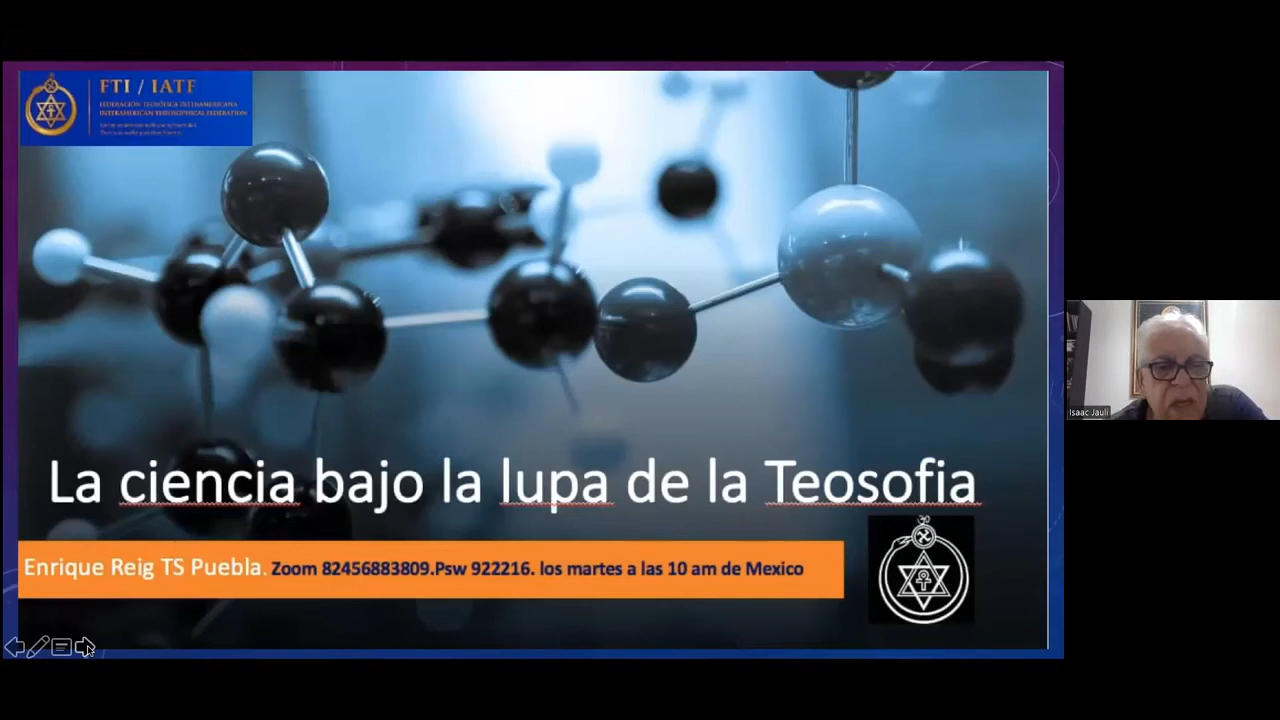 FTI / IATF
FEDERACIÓN TEOSÓFICA INTERAMERICANA
INTERAMERICAN THEOSOPHICAL FEDERATION
La ciencia bajo la lupa de la Teosofia
Enrique Reig TS Puebla. Zoom 82456883809.Psw 922216. los martes a las 10 am de Mexico
Isaac Jauli